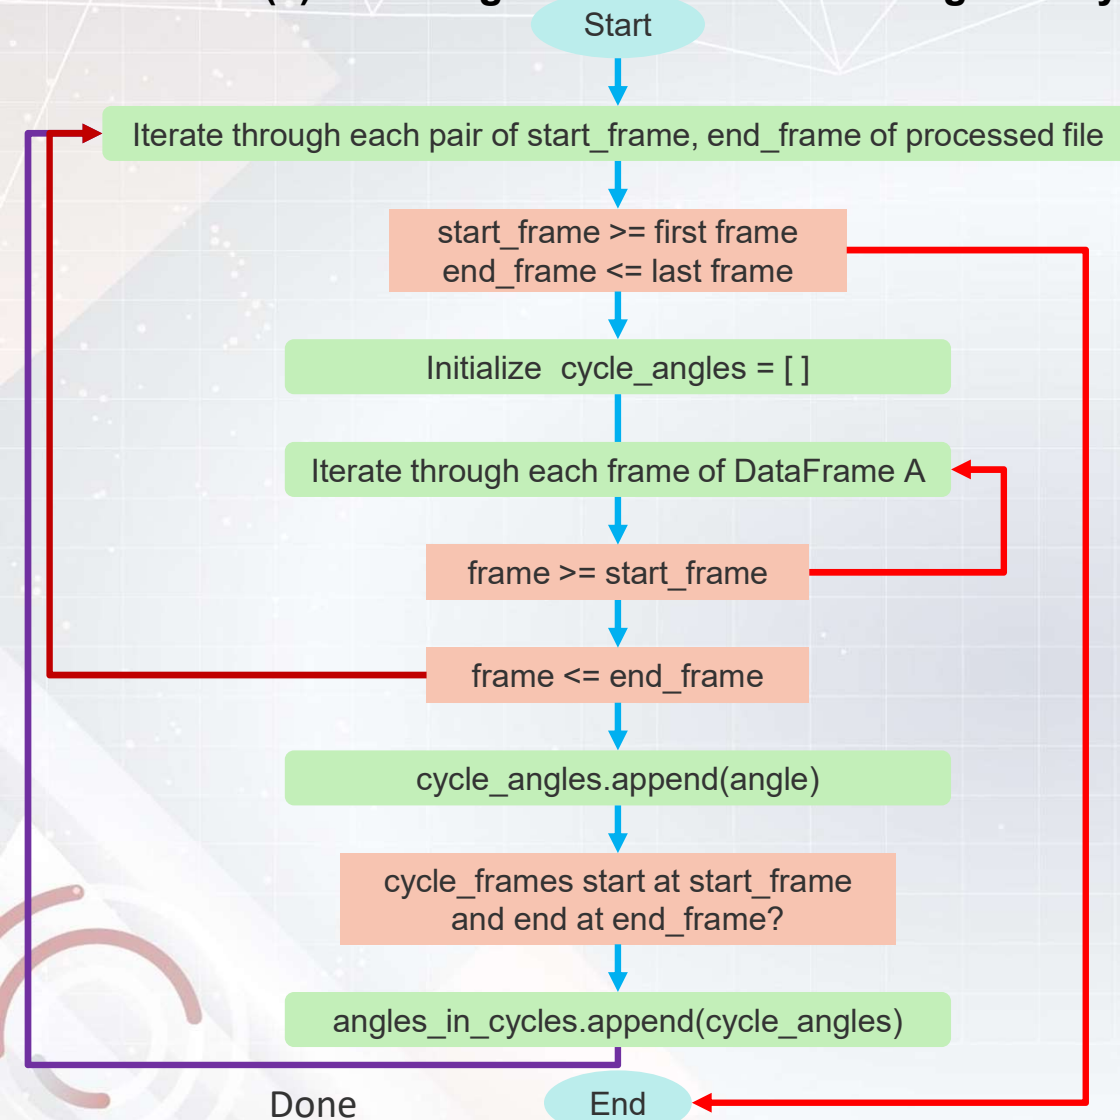 Start
Iterate through each pair of start_frame, end_frame of processed file
start_frame >= first frame
end_frame <= last frame
Initialize cycle_angles = [ ]
Iterate through each frame of DataFrame A
frame >= start_frame
frame <= end_frame
cycle_angles.append(angle)
cycle_frames start at start_frame
and end at end_frame?
angles_in_cycles.append(cycle_angles)
Done
End